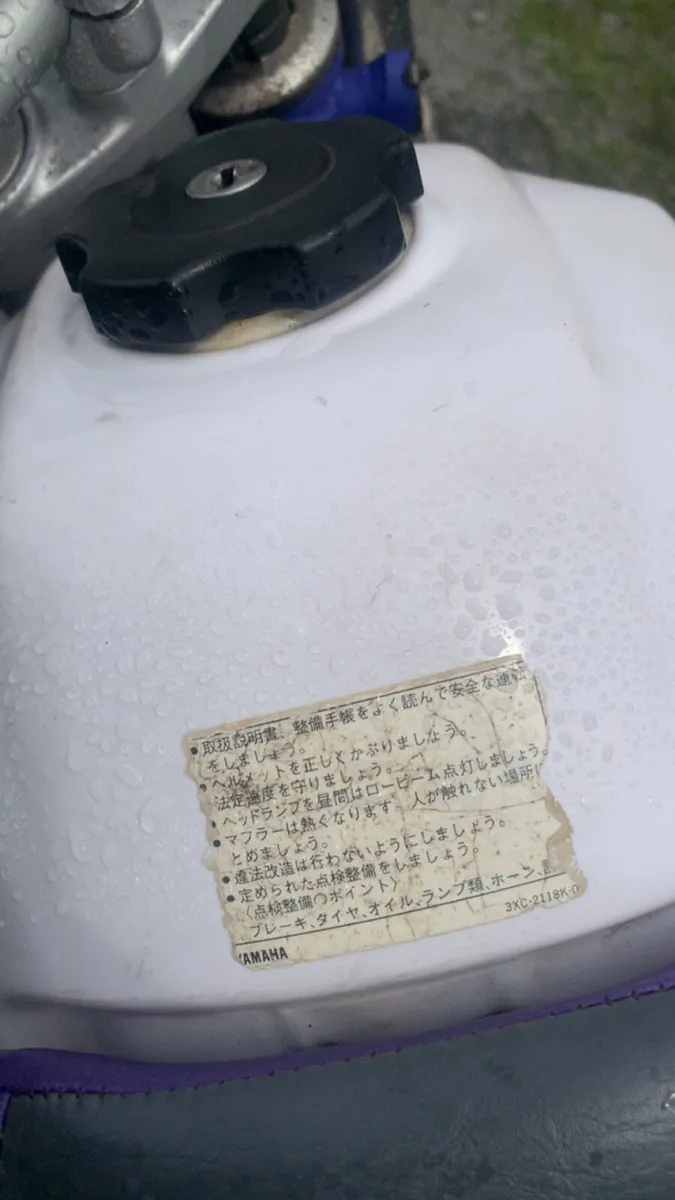 ●取扱説明書、整備手帳をよく読んで安全な運転
をしましょう。
●ヘルメットを正しくかぶりましょう。
法定速度を守りましょう。
●ヘッドランプを昼間はロービーム点灯しましょう。
●マフラーは熱くなります 人が触れない場所
とめましょう。
●違法改造は行わないようにしましょう。
●定められた点検整備をしましょう。
〈点検整備のポイント〉
ブレーキ、タイヤ、オイル、ランプ類、ホーン、
3XC-2118K-0
YAMAHA